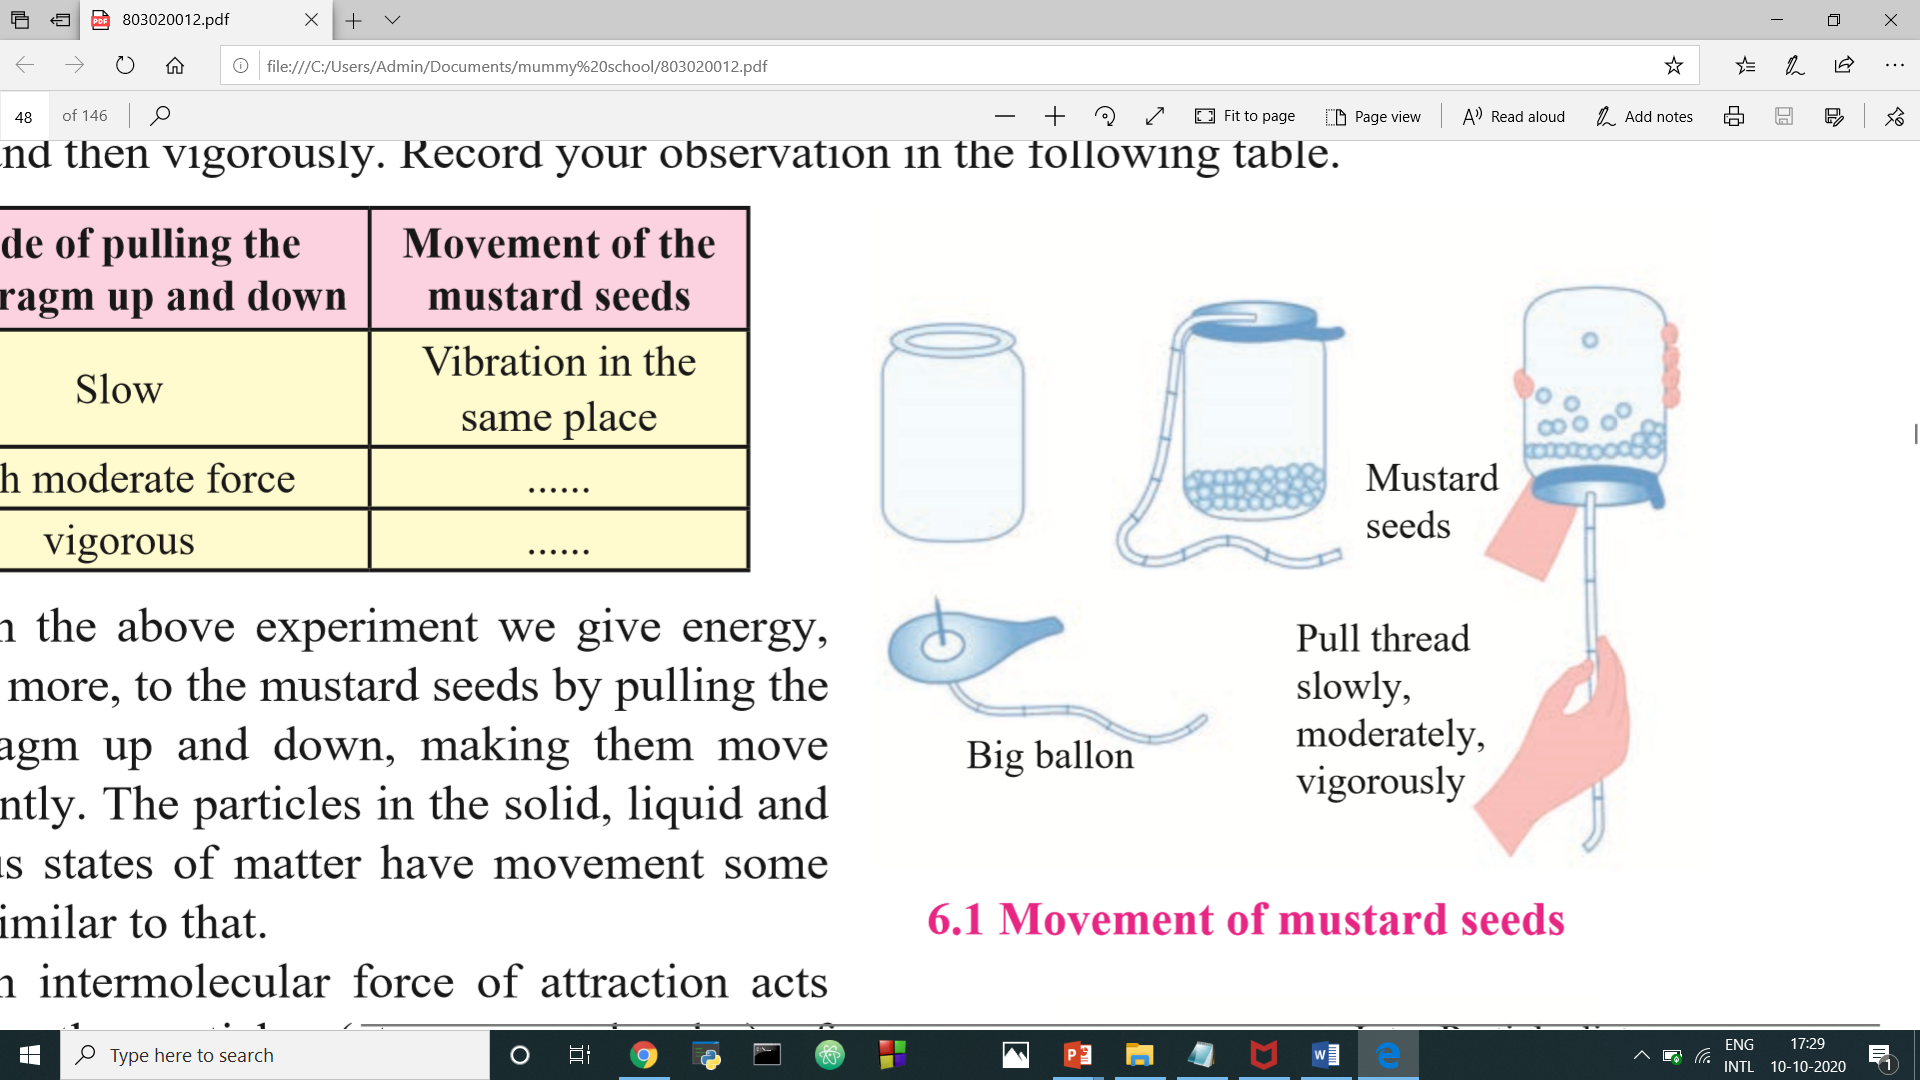 803020012.pdf
file:///C:/Users/Admin/Documents/mummy%20school/803020012.pdf
48 of 146
Fit to page
Page view
Read aloud
Add notes
nd then vigorously. Record your observation in the following table.
de of pulling the
ragm up and down
Movement of the
mustard seeds
Slow
Vibration in the
same place
h moderate force
......
vigorous
......
n the above experiment we give energy,
more, to the mustard seeds by pulling the
agm up and down, making them move
ntly. The particles in the solid, liquid and
us states of matter have movement some
imilar to that.
n intermolecular force of attraction acts
Mustard
seeds
Big ballon
Pull thread
slowly,
moderately,
vigorously
6.1 Movement of mustard seeds
Type here to search
ENG
INTL
17:29
10-10-2020
1